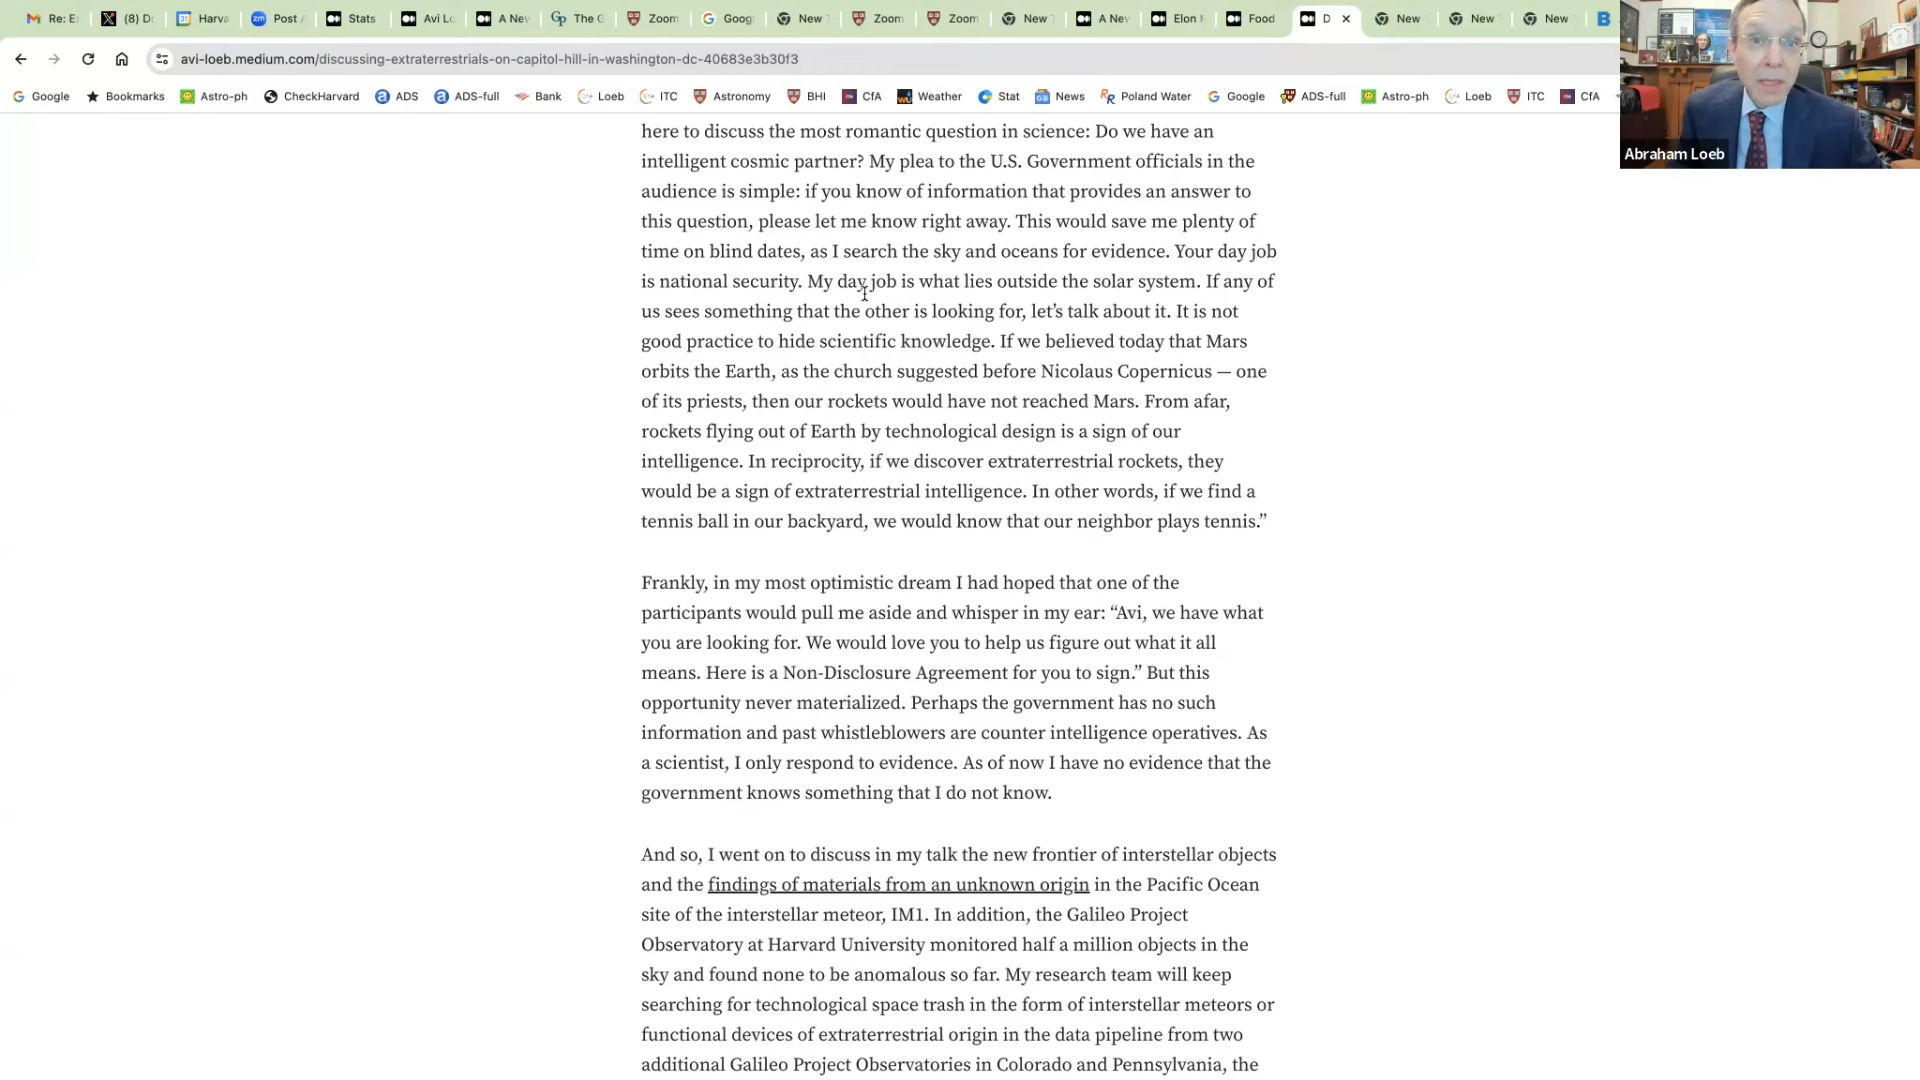 Re: E
(8) D
Harva
Post /
Stats
Avi Lo
A New
The G
Zoom
Googl
New T
Zoom
Zoom
New T
A New
Elon M
Food
D
New
New
New
avi-loeb.medium.com/discussing-extraterrestrials-on-capitol-hill-in-washington-dc-40683e3b30f3
Google Bookmarks Astro-ph CheckHarvard ADS ADS-full Bank Loeb ITC Astronomy BHI CfA Weather Stat News Poland Water Google ADS-full Astro-ph Loeb ITC CfA
Abraham Loeb
here to discuss the most romantic question in science: Do we have an
intelligent cosmic partner? My plea to the U.S. Government officials in the
audience is simple: if you know of information that provides an answer to
this question, please let me know right away. This would save me plenty of
time on blind dates, as I search the sky and oceans for evidence. Your day job
is national security. My day job is what lies outside the solar system. If any of
us sees something that the other is looking for, let’s talk about it. It is not
good practice to hide scientific knowledge. If we believed today that Mars
orbits the Earth, as the church suggested before Nicolaus Copernicus — one
of its priests, then our rockets would have not reached Mars. From afar,
rockets flying out of Earth by technological design is a sign of our
intelligence. In reciprocity, if we discover extraterrestrial rockets, they
would be a sign of extraterrestrial intelligence. In other words, if we find a
tennis ball in our backyard, we would know that our neighbor plays tennis.”
Frankly, in my most optimistic dream I had hoped that one of the
participants would pull me aside and whisper in my ear: “Avi, we have what
you are looking for. We would love you to help us figure out what it all
means. Here is a Non-Disclosure Agreement for you to sign.” But this
opportunity never materialized. Perhaps the government has no such
information and past whistleblowers are counter intelligence operatives. As
a scientist, I only respond to evidence. As of now I have no evidence that the
government knows something that I do not know.
And so, I went on to discuss in my talk the new frontier of interstellar objects
and the findings of materials from an unknown origin in the Pacific Ocean
site of the interstellar meteor, IM1. In addition, the Galileo Project
Observatory at Harvard University monitored half a million objects in the
sky and found none to be anomalous so far. My research team will keep
searching for technological space trash in the form of interstellar meteors or
functional devices of extraterrestrial origin in the data pipeline from two
additional Galileo Project Observatories in Colorado and Pennsylvania, the